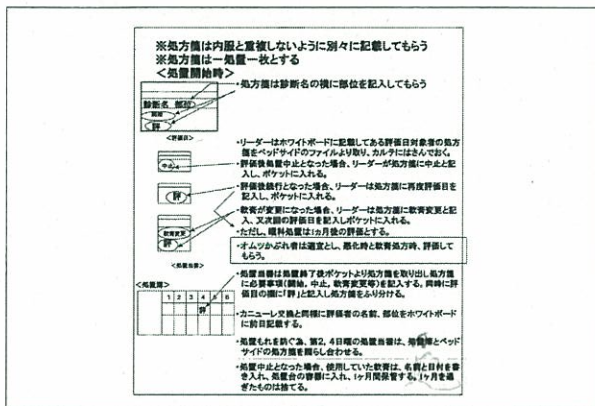 ※処方箋は内服と重複しないように別々に記載してもらう
※処方箋は一処置一枚とする
＜処置開始時＞
・処方箋は診断名の横に部位を記入してもらう
診断名 部位
開始
評
＜評価日＞
・リーダーはホワイトボードに記載してある評価日対象者の処方
箋をベッドサイドのファイルより取り、カルテにはさんでおく。
・評価後処置中止となった場合、リーダーが処方箋に中止と記
入し、ポケットに入れる。
中止
・評価後続行となった場合、リーダーは処方箋に再度評価日を
記入し、ポケットに入れる。
評
・軟膏が変更になった場合、リーダーは処方箋に軟膏変更と記
入、又次回の評価日を記入しポケットに入れる。
軟膏変更
評
・ただし、眼科処置は1ヵ月後の評価とする。
・オムツかぶれ者は適宜とし、悪化時と軟膏処方時、評価して
もらう。
＜処置当番＞
・処置当番は処置終了後ポケットより処方箋を取り出し処方箋
に必要事項(開始、中止、軟膏変更等)を記入する。同時に評
価日の欄に「評」と記入し処方箋をふり分ける。
＜処置簿＞
1 2 3 4 5 6
評
・カニューレ交換と同様に評価者の名前、部位をホワイトボード
に前日記載する。
・処置もれを防ぐ為、第2、4日曜の処置当番は、処置簿とベッド
サイドの処方箋を照らし合わせる。
・処置中止となった場合、使用していた軟膏は、名前と日付を書
き入れ、処置台の容器に入れ、1ヶ月間保管する。1ヶ月を過
ぎたものは捨てる。